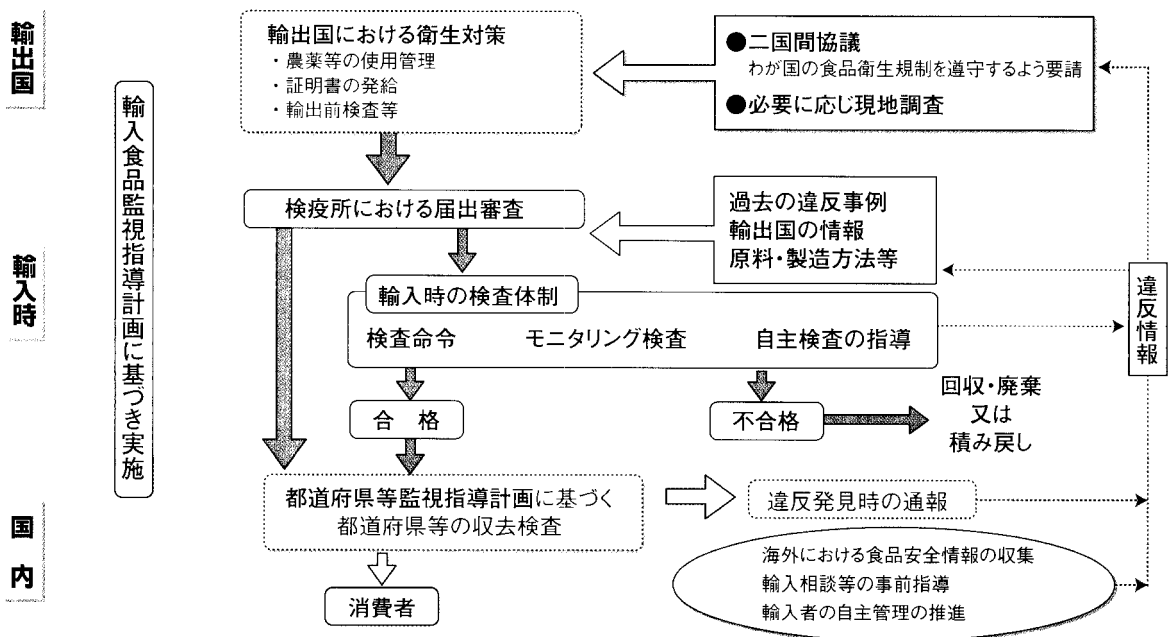 輸出国
輸入食品監視指導計画に基づき実施
輸出国における衛生対策
・農薬等の使用管理
・証明書の発給
・輸出前検査等
●二国間協議
わが国の食品衛生規制を遵守するよう要請
●必要に応じ現地調査
輸入時
検疫所における届出審査
過去の違反事例
輸出国の情報
原料・製造方法等
輸入時の検査体制
検査命令 モニタリング検査 自主検査の指導
違反情報
合格
不合格
回収・廃棄
又は
積み戻し
国内
都道府県等監視指導計画に基づく
都道府県等の収去検査
違反発見時の通報
海外における食品安全情報の収集
輸入相談等の事前指導
輸入者の自主管理の推進
消費者